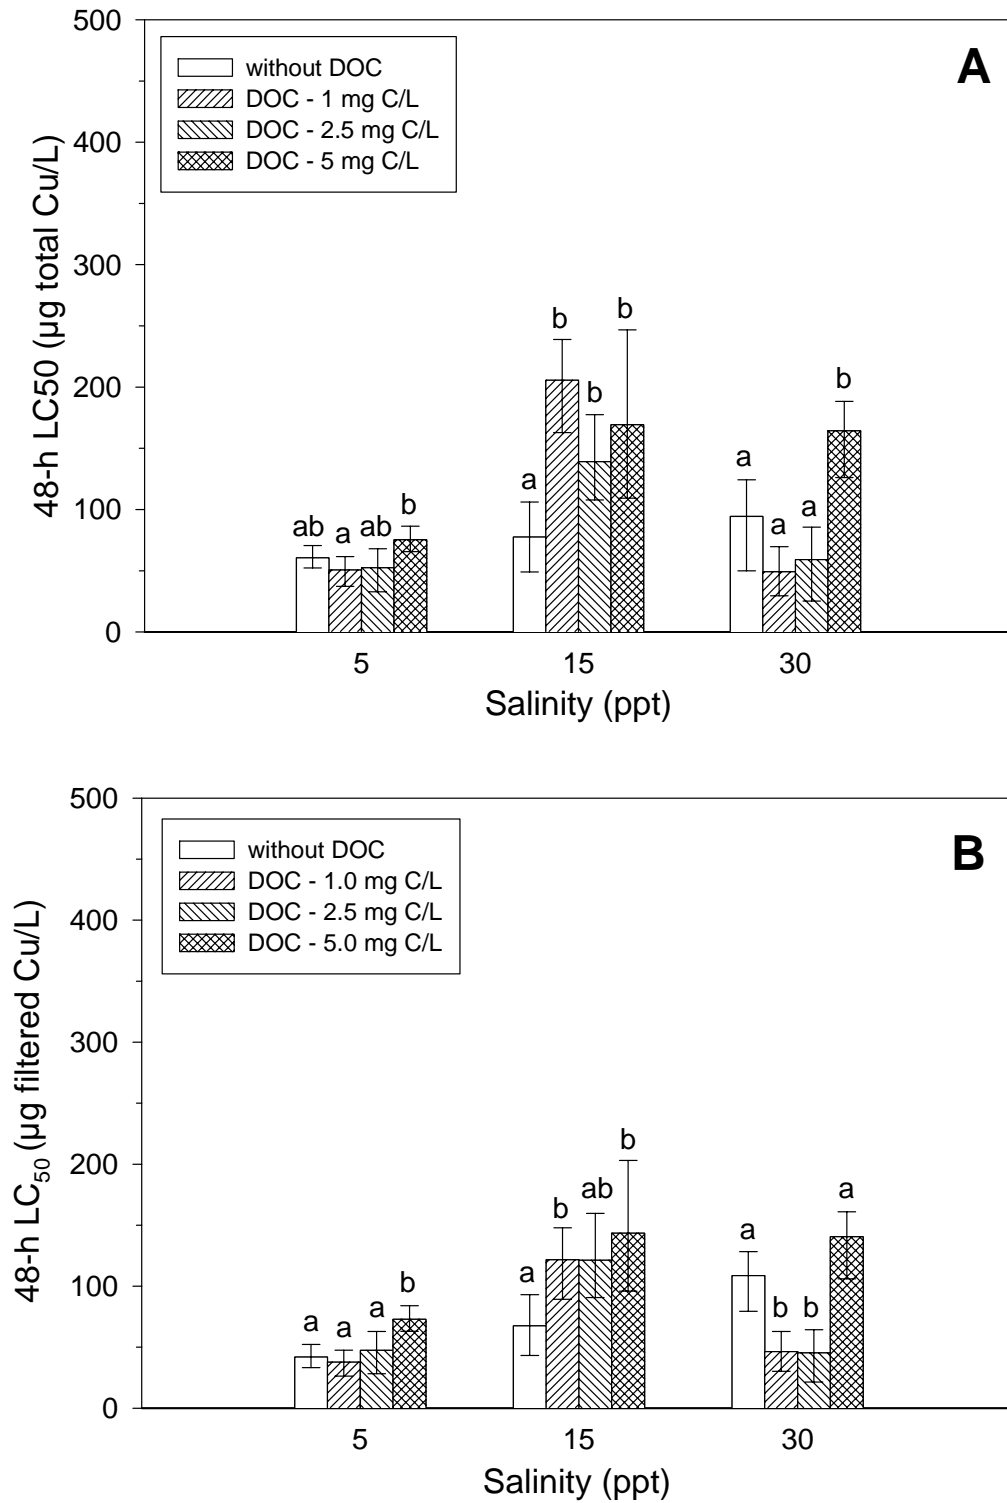 500
400
300
200
100
0
48-h LC50 (µg total Cu/L)
without DOC
DOC - 1 mg C/L
DOC - 2.5 mg C/L
DOC - 5 mg C/L
A
ab a ab b
a b b b
a a a b
5 15 30
Salinity (ppt)
500
400
300
200
100
0
48-h LC50 (µg filtered Cu/L)
without DOC
DOC - 1.0 mg C/L
DOC - 2.5 mg C/L
DOC - 5.0 mg C/L
B
a a a b
a b ab b
a b b a
5 15 30
Salinity (ppt)